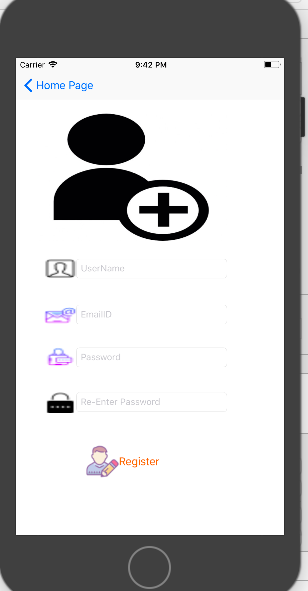 Carrier 9:42 PM
Home Page
UserName
EmailID
Password
Re-Enter Password
Register